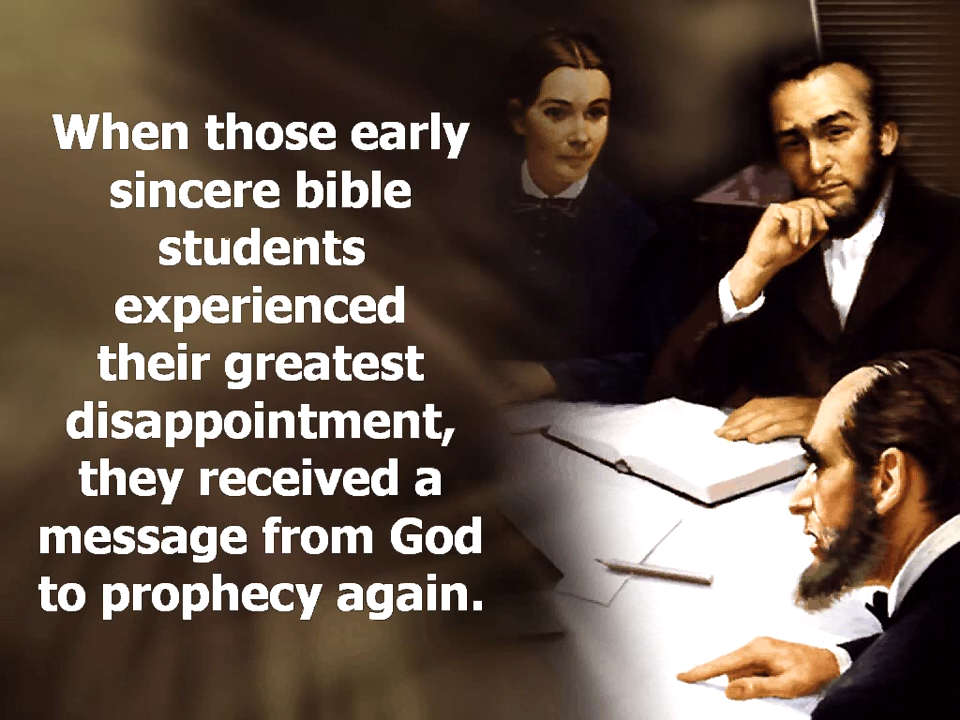 When those early
sincere bible
students
experienced
their greatest
disappointment,
they received a
message from God
to prophecy again.